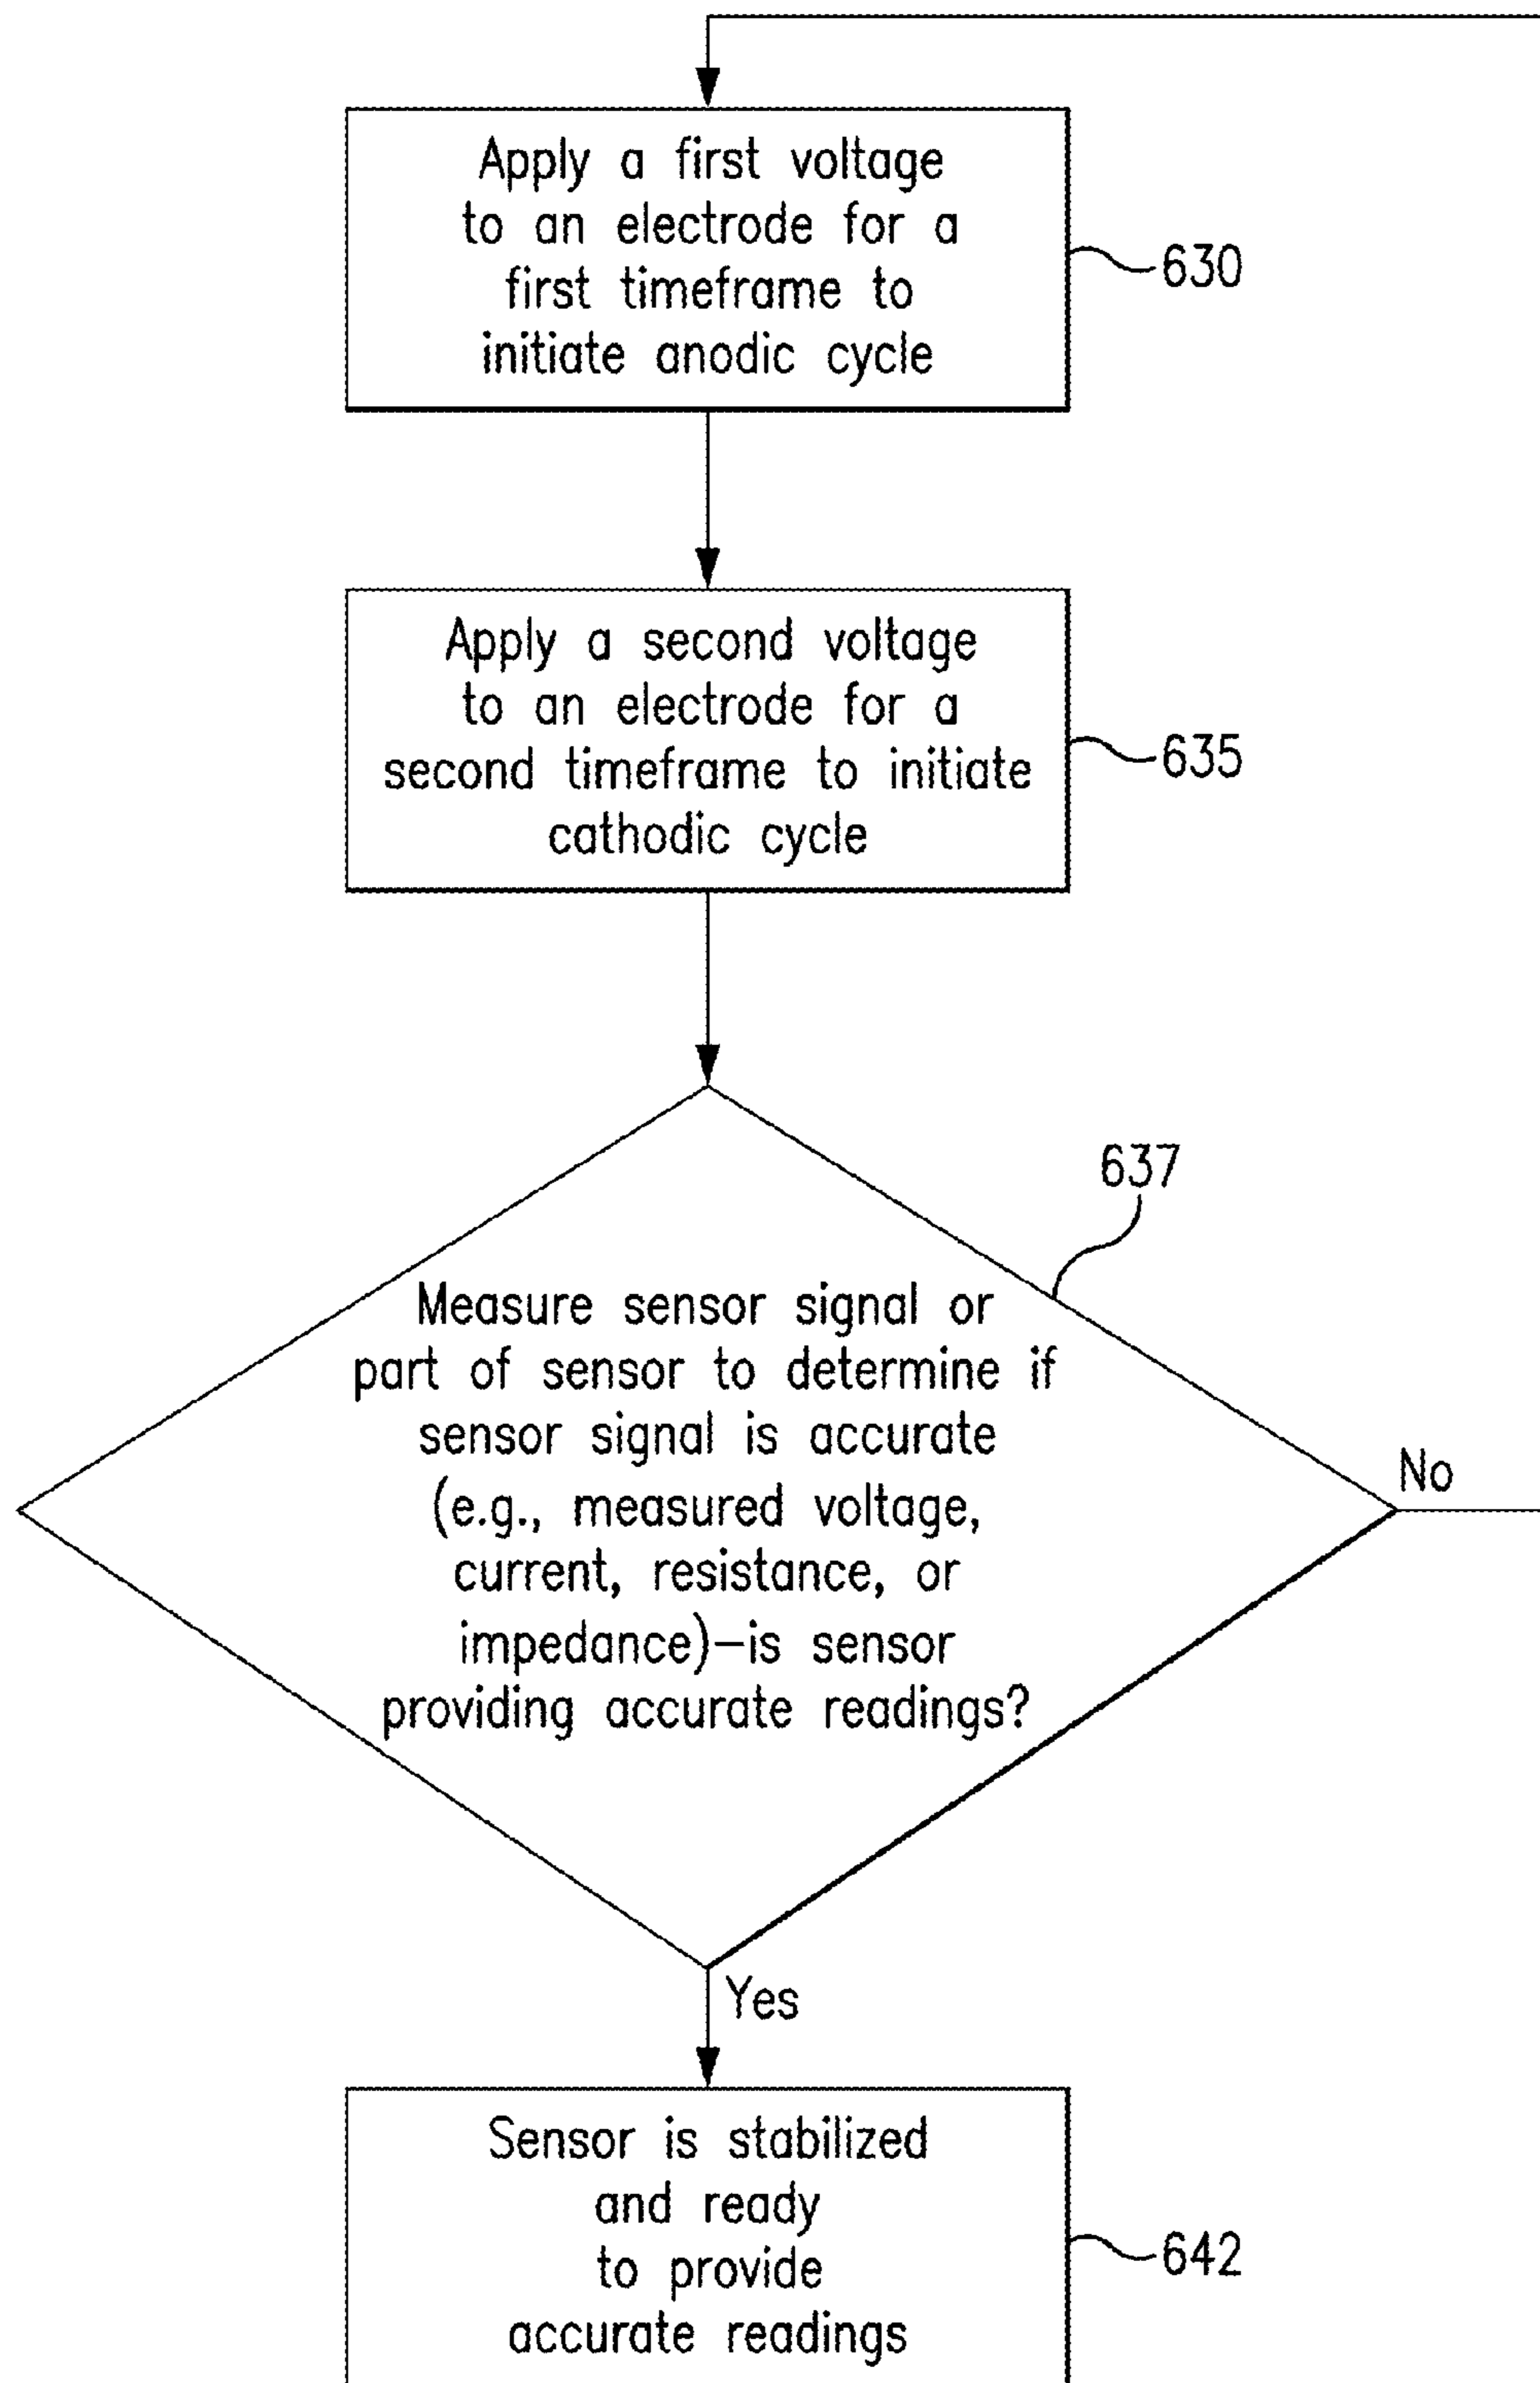 Apply a first voltage
to an electrode for a
first timeframe to
initiate anodic cycle
630
Apply a second voltage
to an electrode for a
second timeframe to initiate
cathodic cycle
635
637
Measure sensor signal or
part of sensor to determine if
sensor signal is accurate
(e.g., measured voltage,
current, resistance, or
impedance)-is sensor
providing accurate readings?
No
Yes
Sensor is stabilized
and ready
to provide
accurate readings
642